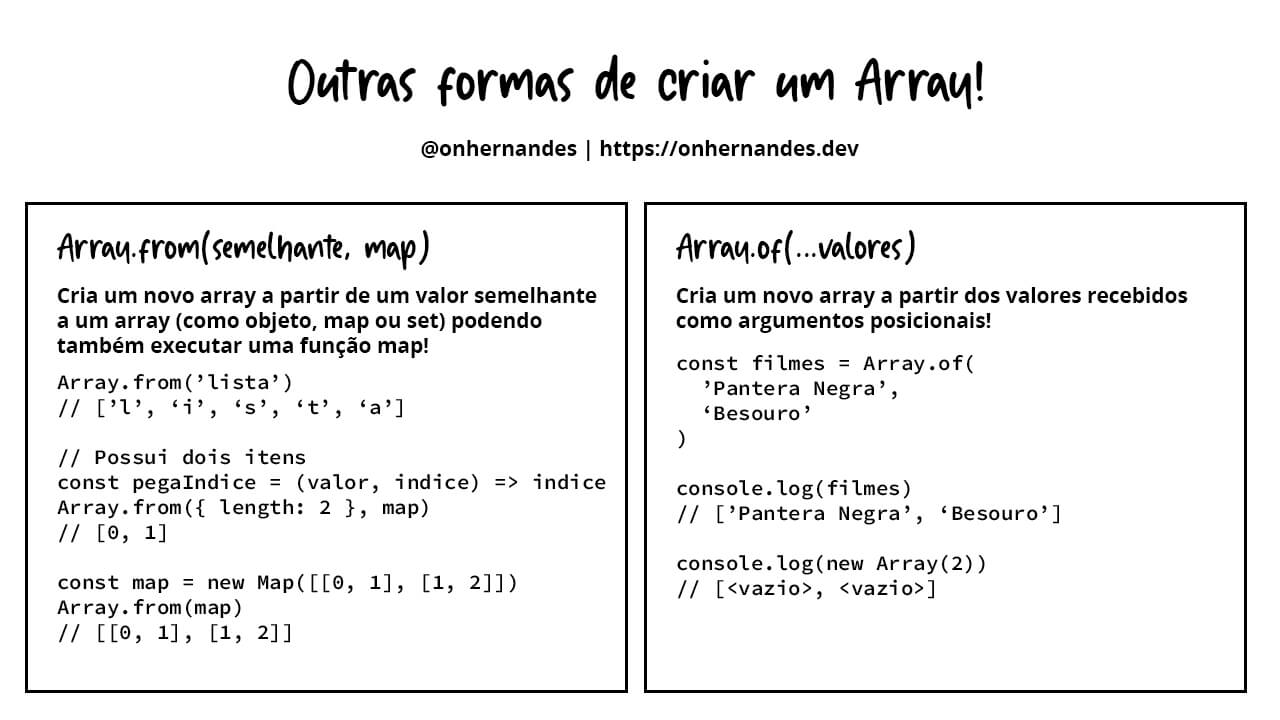 Outras formas de criar um Array!
@onhernandes | https://onhernandes.dev
Array.from(semelhante, map)
Cria um novo array a partir de um valor semelhante
a um array (como objeto, map ou set) podendo
também executar uma função map!
Array.from(’lista’)
// [’l’, ‘i’, ‘s’, ‘t’, ‘a’]
// Possui dois itens
const pegaIndice = (valor, indice) => indice
Array.from({ length: 2 }, map)
// [0, 1]
const map = new Map([[0, 1], [1, 2]])
Array.from(map)
// [[0, 1], [1, 2]]
Array.of(...valores)
Cria um novo array a partir dos valores recebidos
como argumentos posicionais!
const filmes = Array.of(
  ’Pantera Negra’,
  ‘Besouro’
)
console.log(filmes)
// [’Pantera Negra’, ‘Besouro’]
console.log(new Array(2))
// [<vazio>, <vazio>]